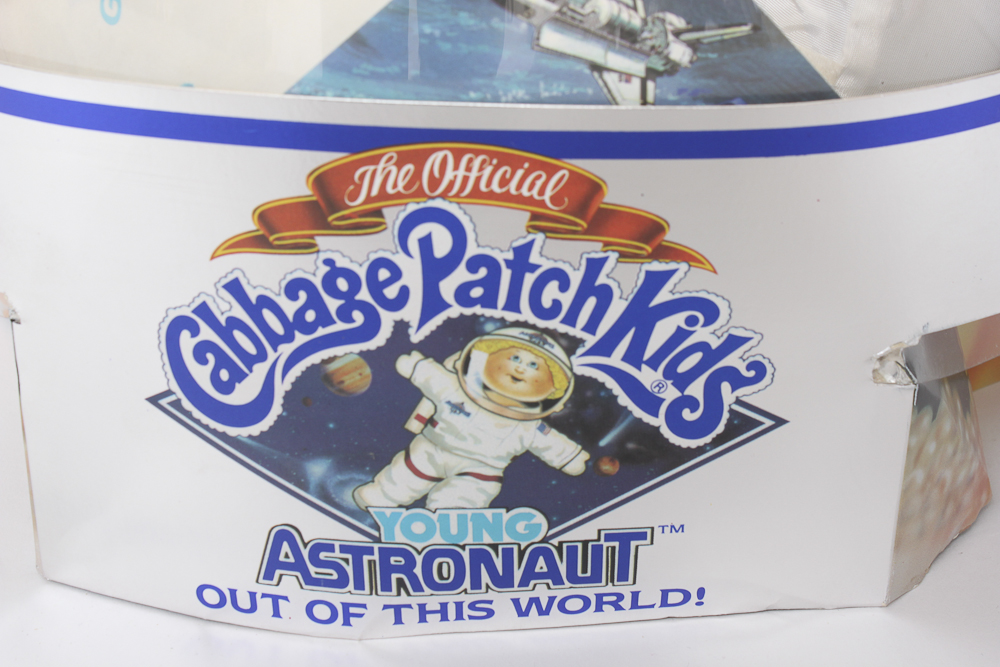 The Official
Cabbage Patch Kids®
YOUNG
ASTRONAUT™
OUT OF THIS WORLD!